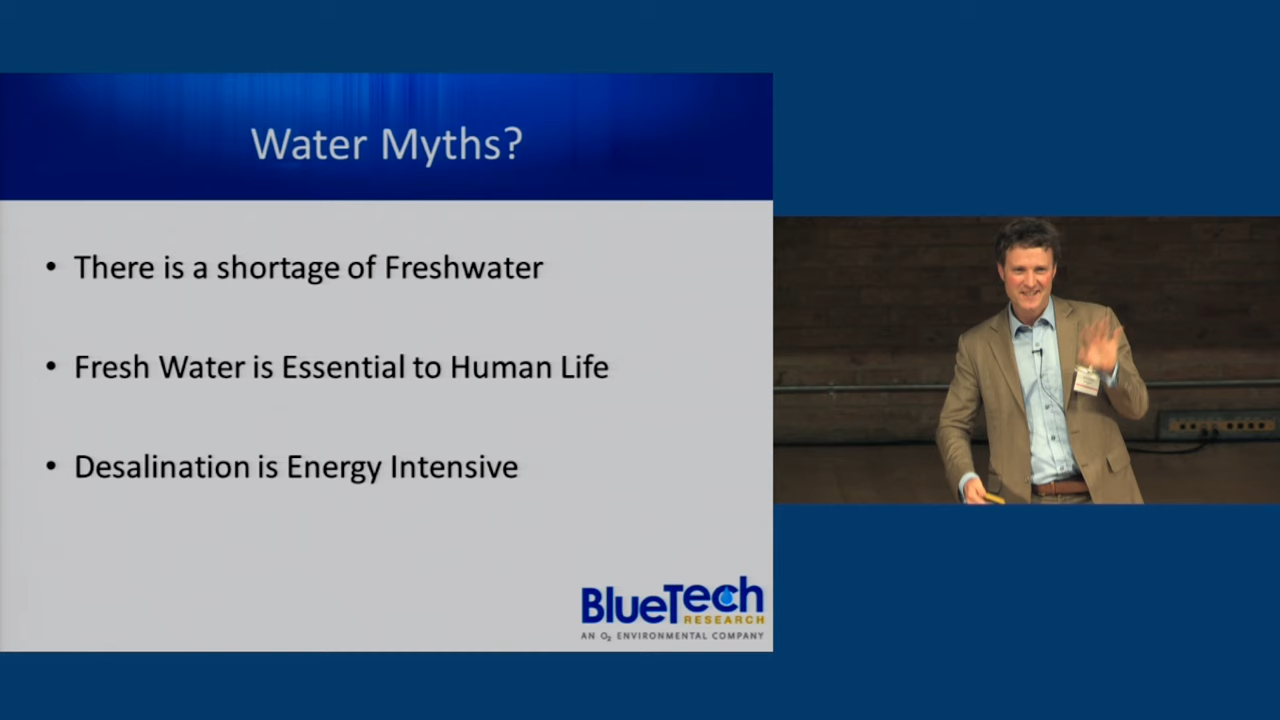 Water Myths?
• There is a shortage of Freshwater
• Fresh Water is Essential to Human Life
• Desalination is Energy Intensive
BlueTech
RESEARCH
AN O₂ ENVIRONMENTAL COMPANY